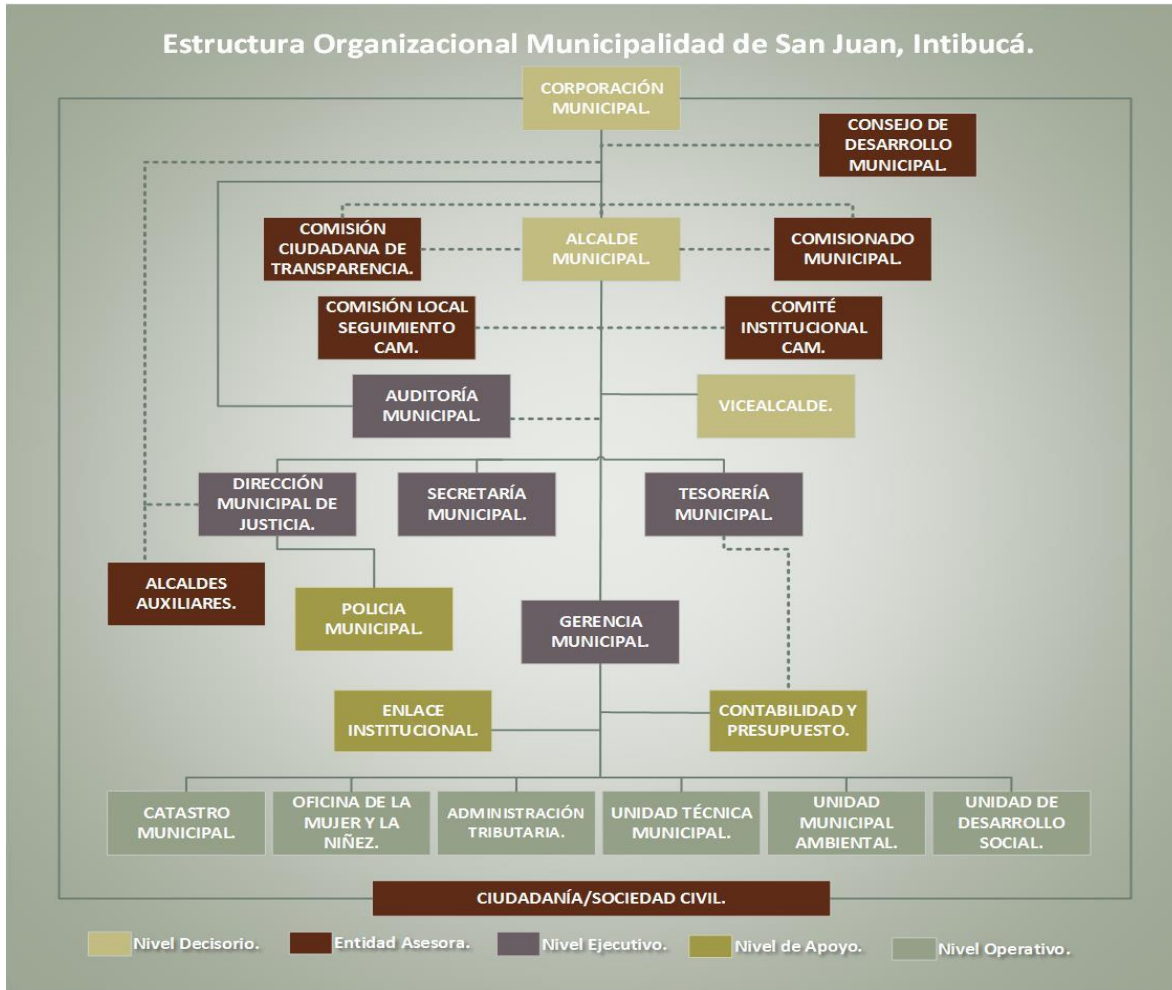 Estructura Organizacional Municipalidad de San Juan, Intibucá.
CORPORACIÓN
MUNICIPAL.
CONSEJO DE
DESARROLLO
MUNICIPAL.
COMISIÓN
CIUDADANA DE
TRANSPARENCIA.
ALCALDE
MUNICIPAL.
COMISIONADO
MUNICIPAL.
COMISIÓN LOCAL
SEGUIMIENTO
CAM.
COMITÉ
INSTITUCIONAL
CAM.
AUDITORÍA
MUNICIPAL.
VICEALCALDE.
DIRECCIÓN
MUNICIPAL DE
JUSTICIA.
SECRETARÍA
MUNICIPAL.
TESORERÍA
MUNICIPAL.
ALCALDES
AUXILIARES.
POLICIA
MUNICIPAL.
GERENCIA
MUNICIPAL.
ENLACE
INSTITUCIONAL.
CONTABILIDAD Y
PRESUPUESTO.
CATASTRO
MUNICIPAL.
OFICINA DE LA
MUJER Y LA
NIÑEZ.
ADMINISTRACIÓN
TRIBUTARIA.
UNIDAD TÉCNICA
MUNICIPAL.
UNIDAD
MUNICIPAL
AMBIENTAL.
UNIDAD DE
DESARROLLO
SOCIAL.
CIUDADANÍA/SOCIEDAD CIVIL.
Nivel Decisorio.
Entidad Asesora.
Nivel Ejecutivo.
Nivel de Apoyo.
Nivel Operativo.